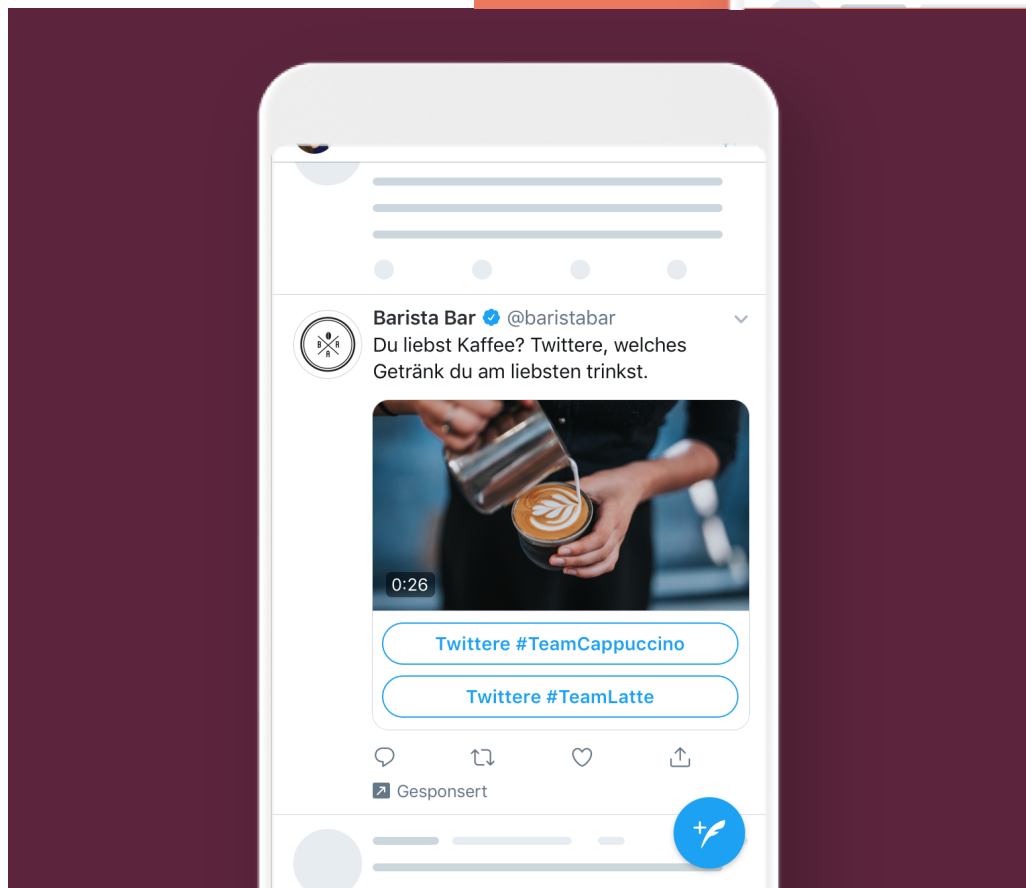 Barista Bar @baristabar
Du liebst Kaffee? Twittere, welches
Getränk du am liebsten trinkst.
B A
A
0:26
Twittere #TeamCappuccino
Twittere #TeamLatte
Gesponsert